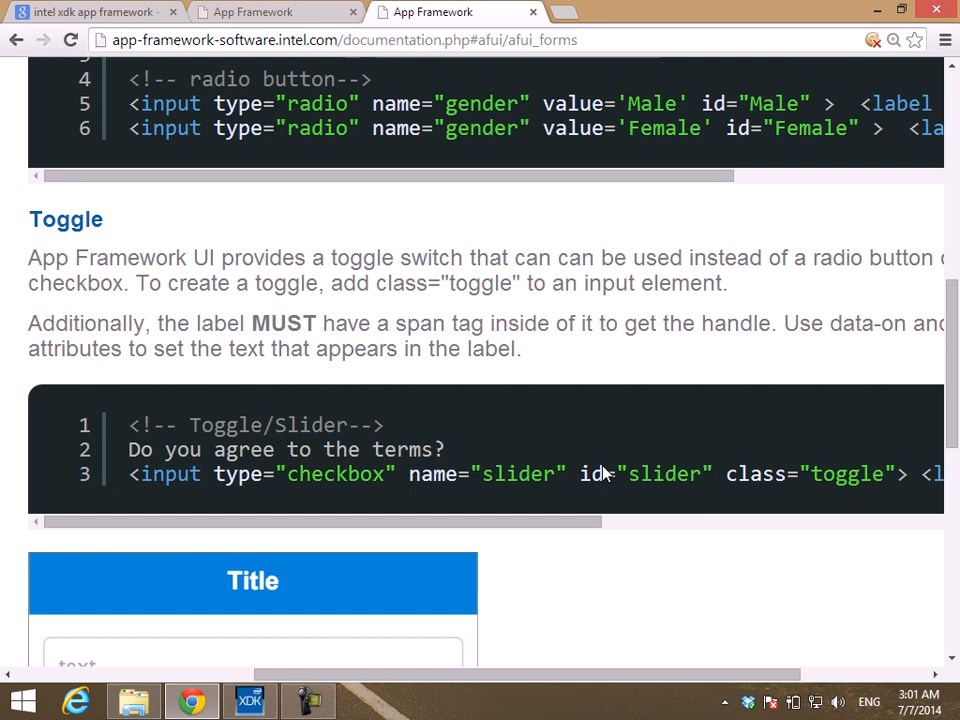 intel xdk app framework -
App Framework
App Framework
app-framework-software.intel.com/documentation.php#afui/afui_forms
4 <!-- radio button-->
5 <input type="radio" name="gender" value='Male' id="Male" > <label
6 <input type="radio" name="gender" value='Female' id="Female" > <la
Toggle
App Framework UI provides a toggle switch that can can be used instead of a radio button
checkbox. To create a toggle, add class="toggle" to an input element.
Additionally, the label MUST have a span tag inside of it to get the handle. Use data-on and
attributes to set the text that appears in the label.
1 <!-- Toggle/Slider-->
2 Do you agree to the terms?
3 <input type="checkbox" name="slider" id="slider" class="toggle"> <l
Title
text
XDK
ENG
3:01 AM
7/7/2014